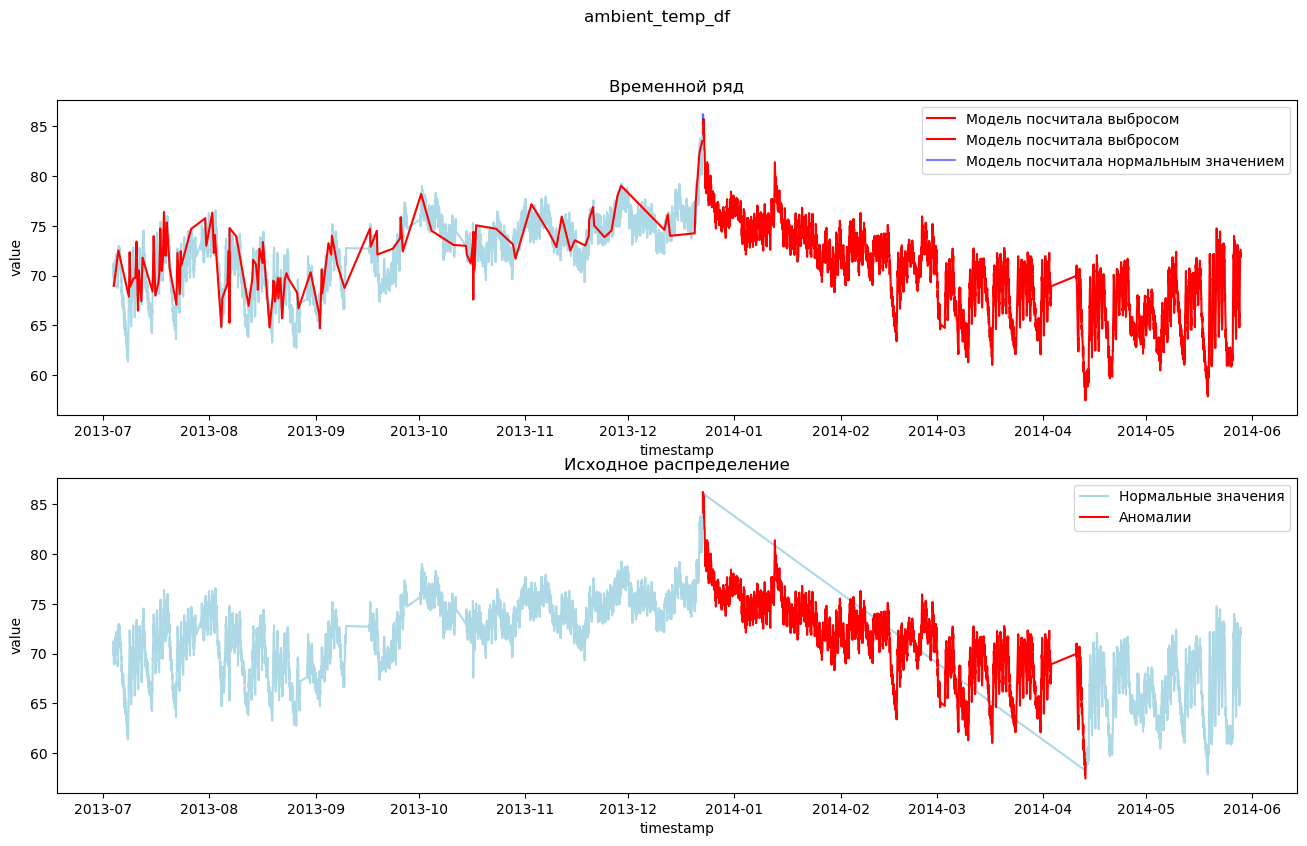 ambient_temp_df
Временной ряд
Модель посчитала выбросом
Модель посчитала выбросом
Модель посчитала нормальным значением
value
85
80
75
70
65
60
2013-07 2013-08 2013-09 2013-10 2013-11 2013-12 2014-01 2014-02 2014-03 2014-04 2014-05 2014-06
timestamp
Исходное распределение
Нормальные значения
Аномалии
value
85
80
75
70
65
60
2013-07 2013-08 2013-09 2013-10 2013-11 2013-12 2014-01 2014-02 2014-03 2014-04 2014-05 2014-06
timestamp